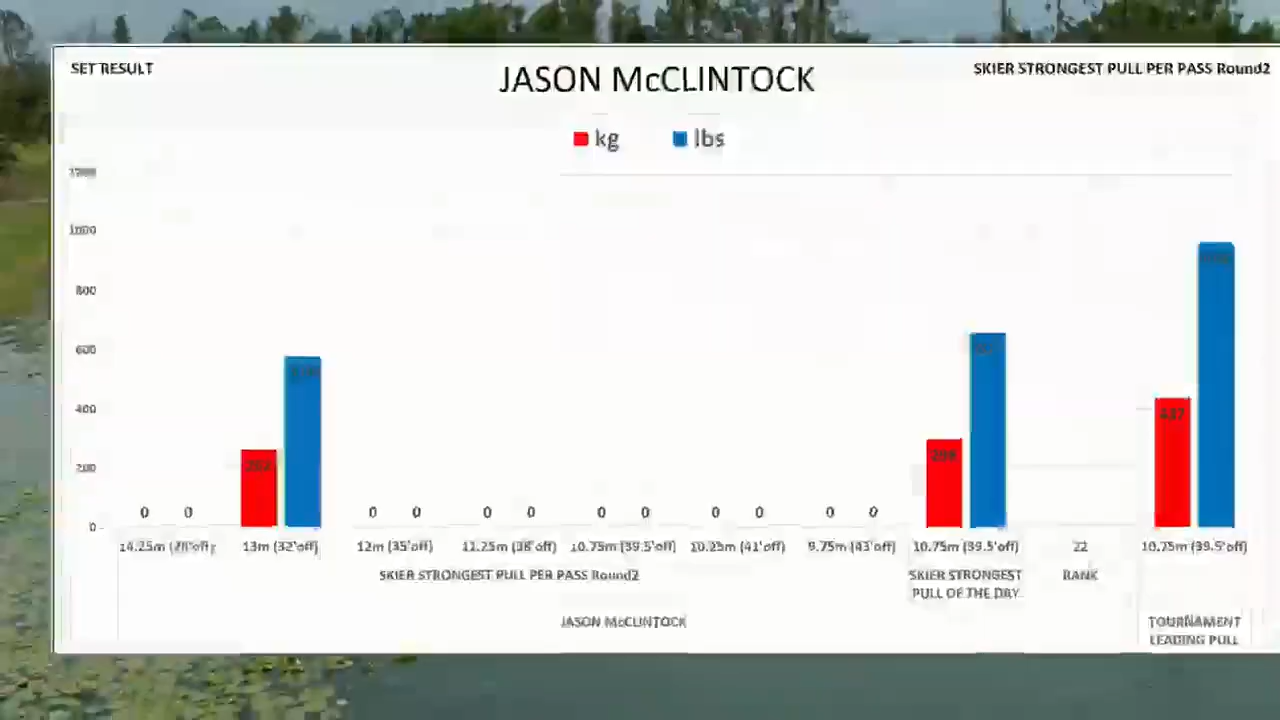 SET RESULT
JASON McCLINTOCK
SKIER STRONGEST PULL PER PASS Round2
kg lbs
1200
1000
800
600
400
200
0
262
298
437
0 0 0 0 0 0 0 0 0 0 0 0
14.25m (28'off) 13m (32'off) 12m (35'off) 11.25m (38'off) 10.75m (39.5'off) 10.25m (41'off) 9.75m (43'off) 10.75m (39.5'off) 22 10.75m (39.5'off)
SKIER STRONGEST PULL PER PASS Round2
SKIER STRONGEST
PULL OF THE DAY
RANK
JASON McCLINTOCK
TOURNAMENT
LEADING PULL